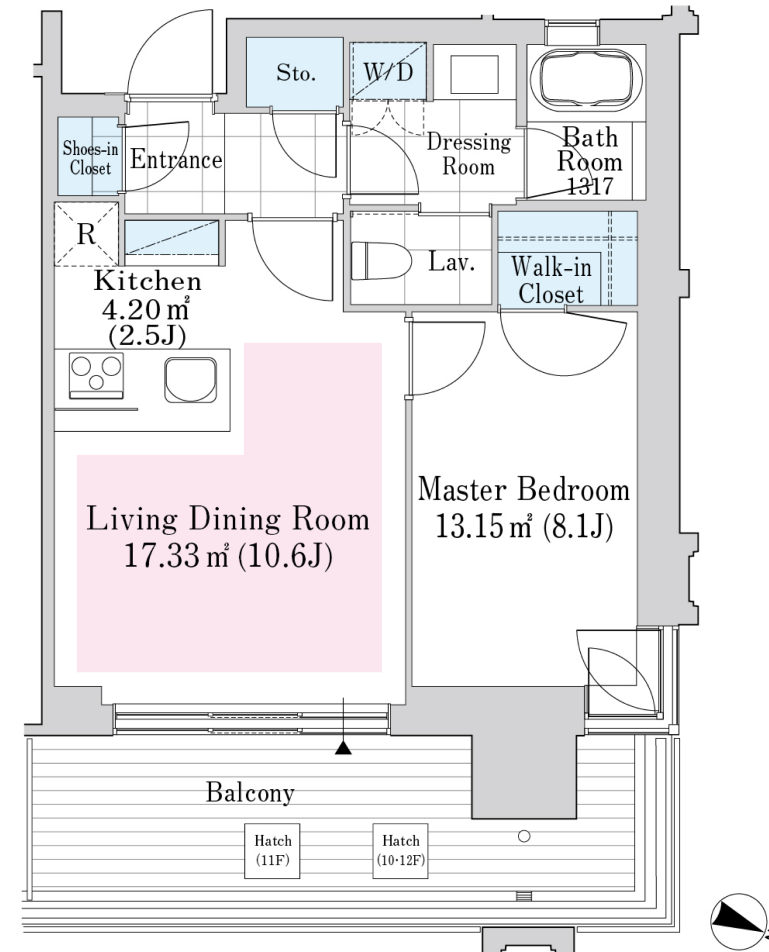 Sto.
W/D
Shoes-in
Closet
Entrance
Dressing
Room
Bath
Room
1317
R
Lav.
Walk-in
Closet
Kitchen
4.20㎡
(2.5J)
Living Dining Room
17.33㎡(10.6J)
Master Bedroom
13.15㎡(8.1J)
Balcony
Hatch
(11F)
Hatch
(10·12F)